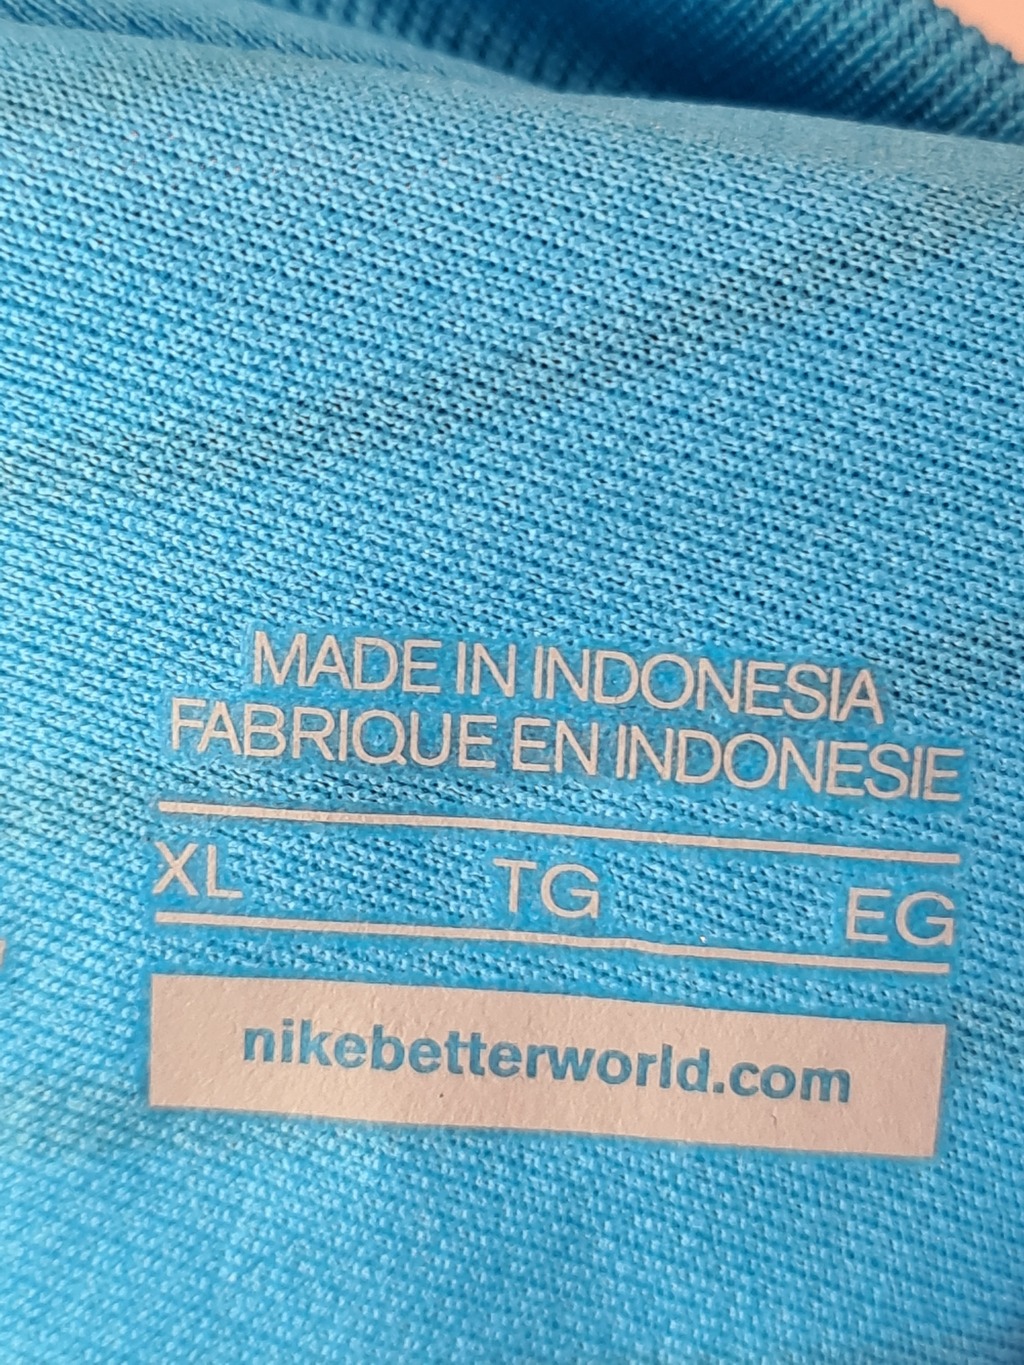 MADE IN INDONESIA
FABRIQUE EN INDONESIE
XL TG EG
nikebetterworld.com